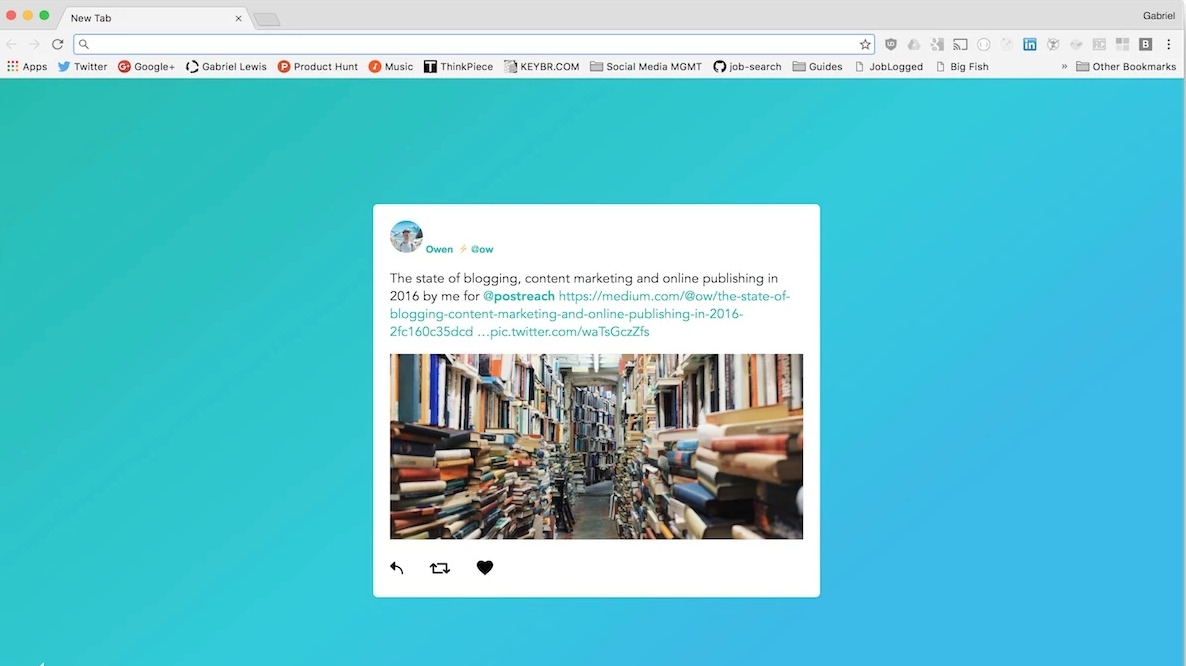 New Tab
Gabriel
Apps Twitter Google+ Gabriel Lewis Product Hunt Music ThinkPiece KEYBR.COM Social Media MGMT job-search Guides JobLogged Big Fish » Other Bookmarks
Owen ⚡ @ow
The state of blogging, content marketing and online publishing in
2016 by me for @postreach https://medium.com/@ow/the-state-of-
blogging-content-marketing-and-online-publishing-in-2016-
2fc160c35dcd …pic.twitter.com/waTsGczZfs